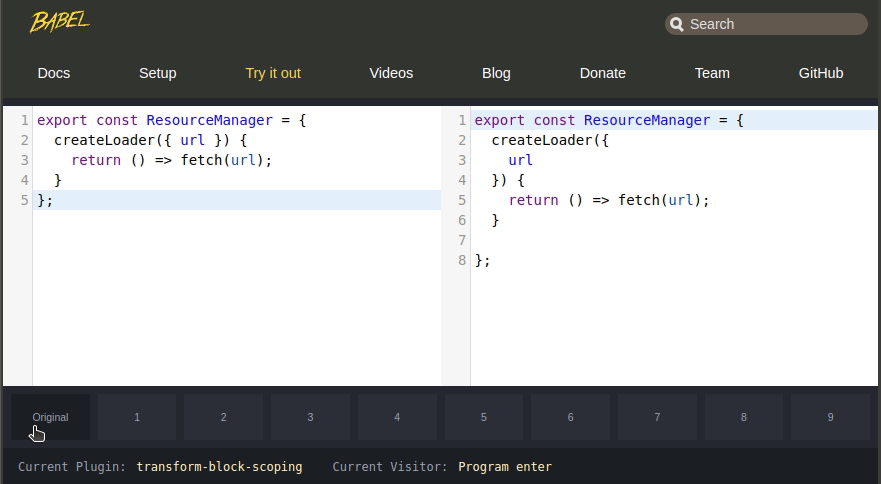 BABEL
Search
Docs Setup Try it out Videos Blog Donate Team GitHub
1 export const ResourceManager = {
2   createLoader({ url }) {
3     return () => fetch(url);
4   }
5 };
1 export const ResourceManager = {
2   createLoader({
3     url
4   }) {
5     return () => fetch(url);
6   }
7
8 };
Original 1 2 3 4 5 6 7 8 9
Current Plugin: transform-block-scoping Current Visitor: Program enter